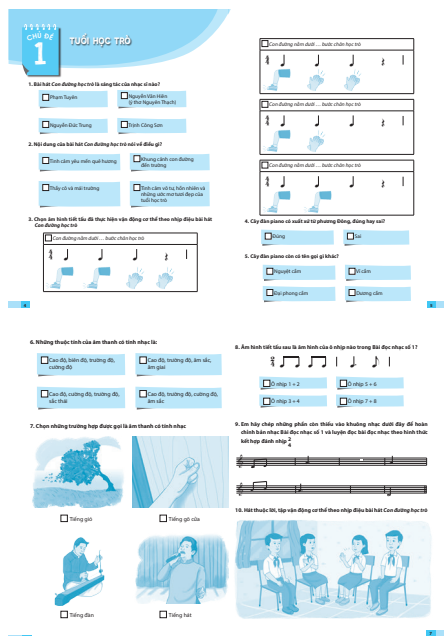 CHỦ ĐỀ
1
TUỔI HỌC TRÒ
1. Bài hát Con đường học trò là sáng tác của nhạc sĩ nào?
Phạm Tuyên
Nguyễn Văn Hiên
(ý thơ Nguyên Thạch)
Nguyễn Đức Trung
Trịnh Công Sơn
2. Nội dung của bài hát Con đường học trò nói về điều gì?
Tình cảm yêu mến quê hương
Khung cảnh con đường
đến trường
Thầy cô và mái trường
Tình cảm vô tư, hồn nhiên và
những ước mơ tươi đẹp của
tuổi học trò
3. Chọn âm hình tiết tấu đã thực hiện vận động cơ thể theo nhịp điệu bài hát
Con đường học trò
Con đường nằm dưới ... bước chân học trò
4
Con đường nằm dưới ... bước chân học trò
Con đường nằm dưới ... bước chân học trò
Con đường nằm dưới ... bước chân học trò
4. Cây đàn piano có xuất xứ từ phương Đông, đúng hay sai?
Đúng
Sai
5. Cây đàn piano còn có tên gọi gì khác?
Nguyệt cầm
Vĩ cầm
Đại phong cầm
Dương cầm
6. Những thuộc tính của âm thanh có tính nhạc là:
Cao độ, biên độ, trường độ,
cường độ
Cao độ, trường độ, âm sắc,
âm giai
Cao độ, cường độ, trường độ,
sắc thái
Cao độ, trường độ, cường độ,
âm sắc
7. Chọn những trường hợp được gọi là âm thanh có tính nhạc
Tiếng gió
Tiếng gõ cửa
Tiếng đàn
Tiếng hát
8. Âm hình tiết tấu sau là âm hình của ô nhịp nào trong Bài đọc nhạc số 1?
2
4
Ô nhịp 1 + 2
Ô nhịp 5 + 6
Ô nhịp 3 + 4
Ô nhịp 7 + 8
9. Em hãy chép những phần còn thiếu vào khuông nhạc dưới đây để hoàn
chỉnh bản nhạc Bài đọc nhạc số 1 và luyện đọc bài đọc nhạc theo hình thức
kết hợp đánh nhịp 2
4
10. Hát thuộc lời, tập vận động cơ thể theo nhịp điệu bài hát Con đường học trò
7